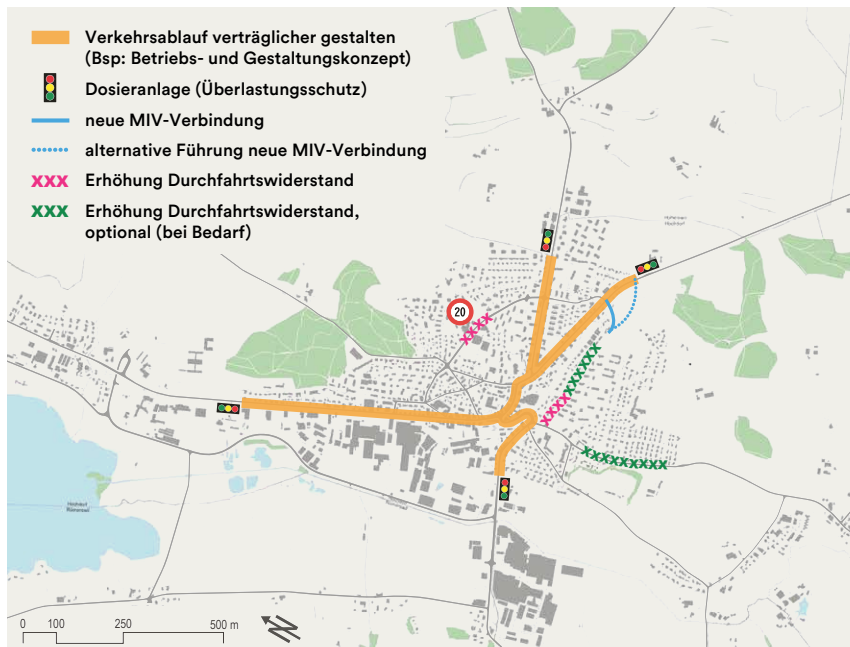 Verkehrsablauf verträglicher gestalten
(Bsp: Betriebs- und Gestaltungskonzept)
Dosieranlage (Überlastungsschutz)
neue MIV-Verbindung
alternative Führung neue MIV-Verbindung
xxx Erhöhung Durchfahrtswiderstand
xxx Erhöhung Durchfahrtswiderstand,
optional (bei Bedarf)
20
0 100 250 500 m